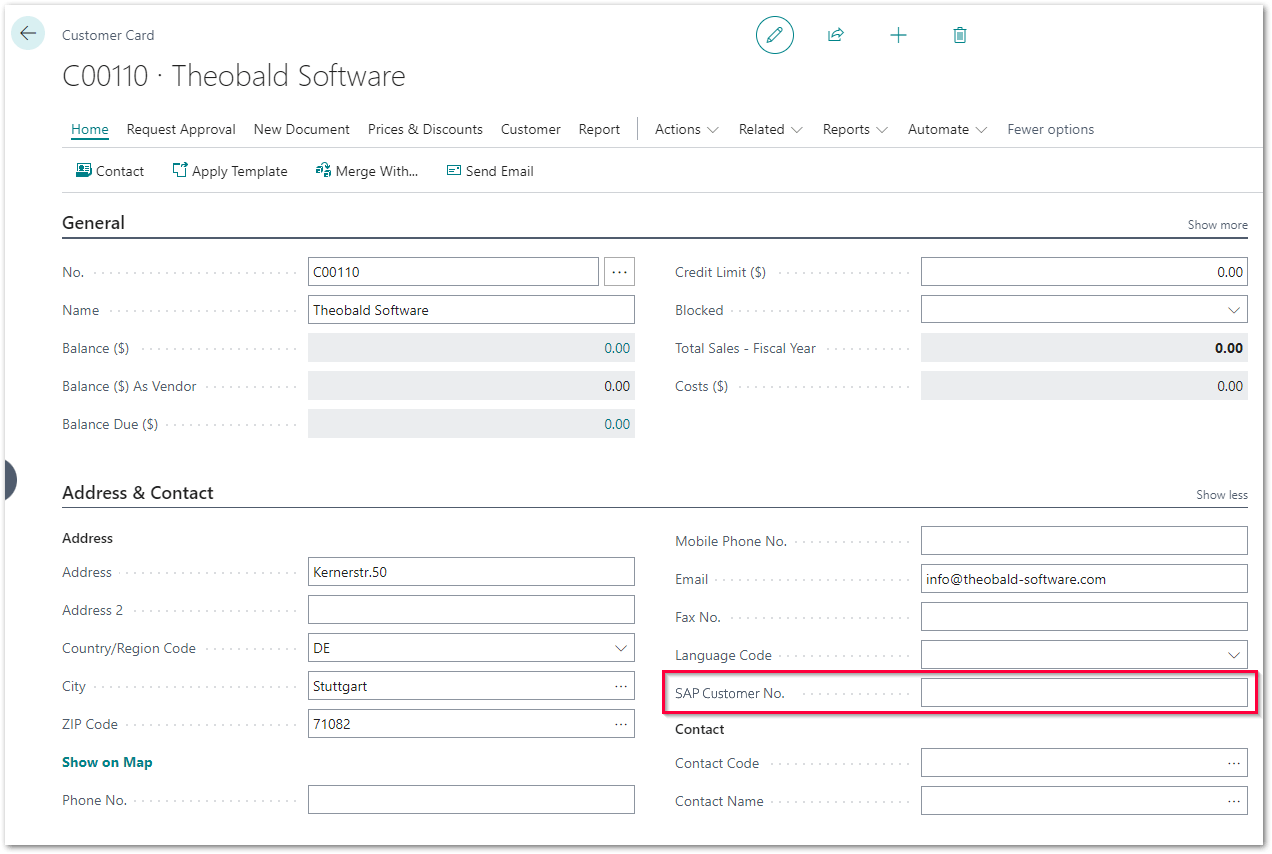 Customer Card
C00110 · Theobald Software
Home Request Approval New Document Prices & Discounts Customer Report Actions Related Reports Automate Fewer options
Contact Apply Template Merge With... Send Email
General Show more
No. C00110 ...
Name Theobald Software
Balance ($) 0.00
Balance ($) As Vendor 0.00
Balance Due ($) 0.00
Credit Limit ($) 0.00
Blocked
Total Sales - Fiscal Year 0.00
Costs ($) 0.00
Address & Contact Show less
Address
Address Kernerstr.50
Address 2
Country/Region Code DE
City Stuttgart ...
ZIP Code 71082 ...
Show on Map
Phone No.
Mobile Phone No.
Email info@theobald-software.com
Fax No.
Language Code
SAP Customer No.
Contact
Contact Code ...
Contact Name ...